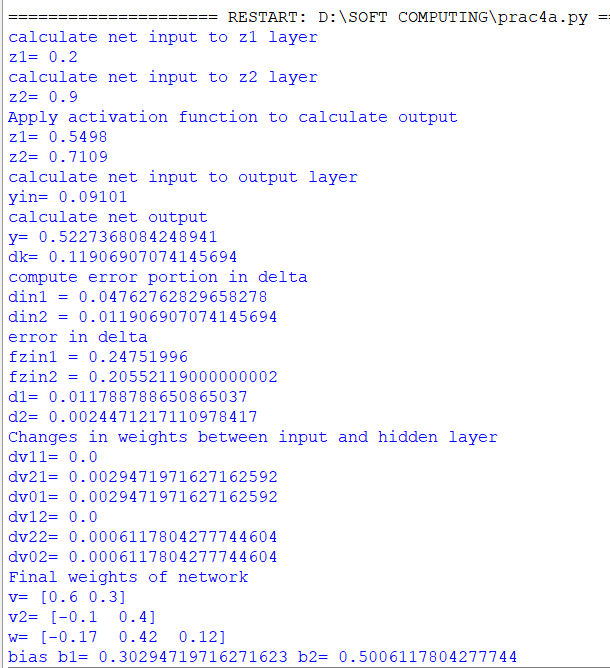 ===================== RESTART: D:\SOFT COMPUTING\prac4a.py ==
calculate net input to z1 layer
z1= 0.2
calculate net input to z2 layer
z2= 0.9
Apply activation function to calculate output
z1= 0.5498
z2= 0.7109
calculate net input to output layer
yin= 0.09101
calculate net output
y= 0.5227368084248941
dk= 0.11906907074145694
compute error portion in delta
din1 = 0.04762762829658278
din2 = 0.011906907074145694
error in delta
fzin1 = 0.24751996
fzin2 = 0.20552119000000002
d1= 0.011788788650865037
d2= 0.0024471217110978417
Changes in weights between input and hidden layer
dv11= 0.0
dv21= 0.0029471971627162592
dv01= 0.0029471971627162592
dv12= 0.0
dv22= 0.0006117804277744604
dv02= 0.0006117804277744604
Final weights of network
v= [0.6 0.3]
v2= [-0.1  0.4]
w= [-0.17  0.42  0.12]
bias b1= 0.30294719716271623 b2= 0.5006117804277744